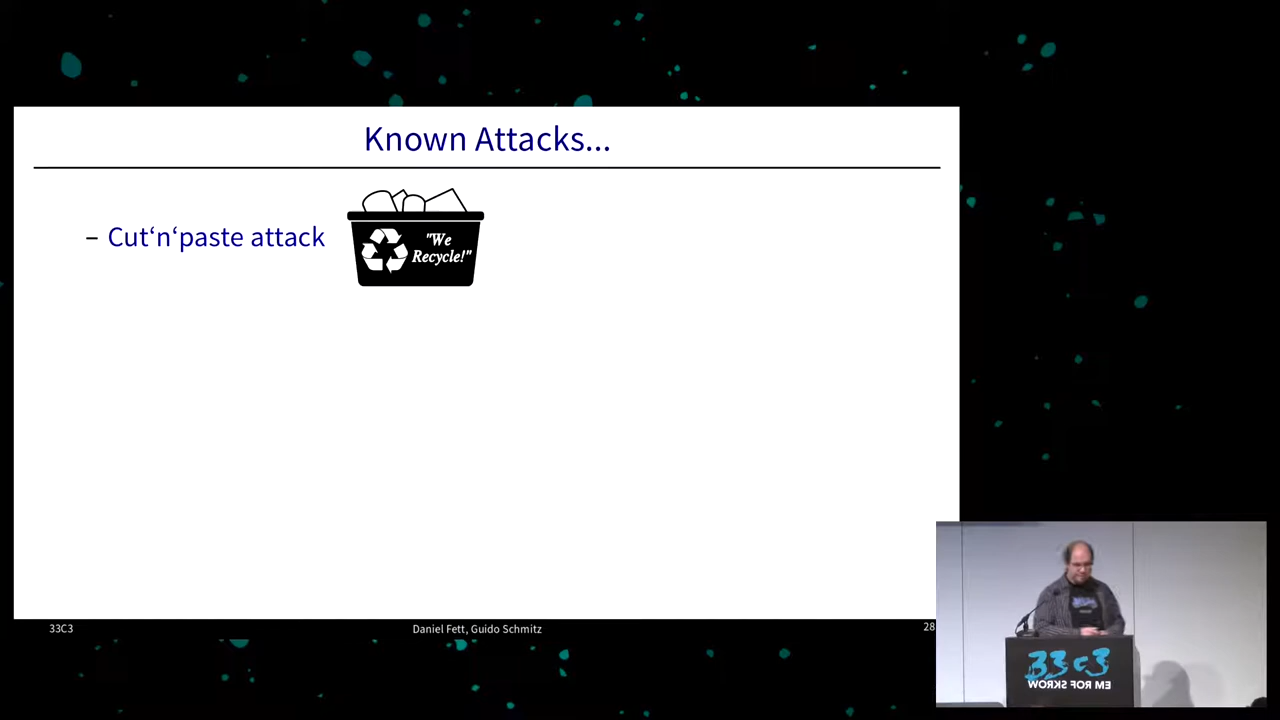 Known Attacks...
– Cut‘n‘paste attack
"We
Recycle!"
33C3
Daniel Fett, Guido Schmitz
28
33c3
WORKS FOR ME